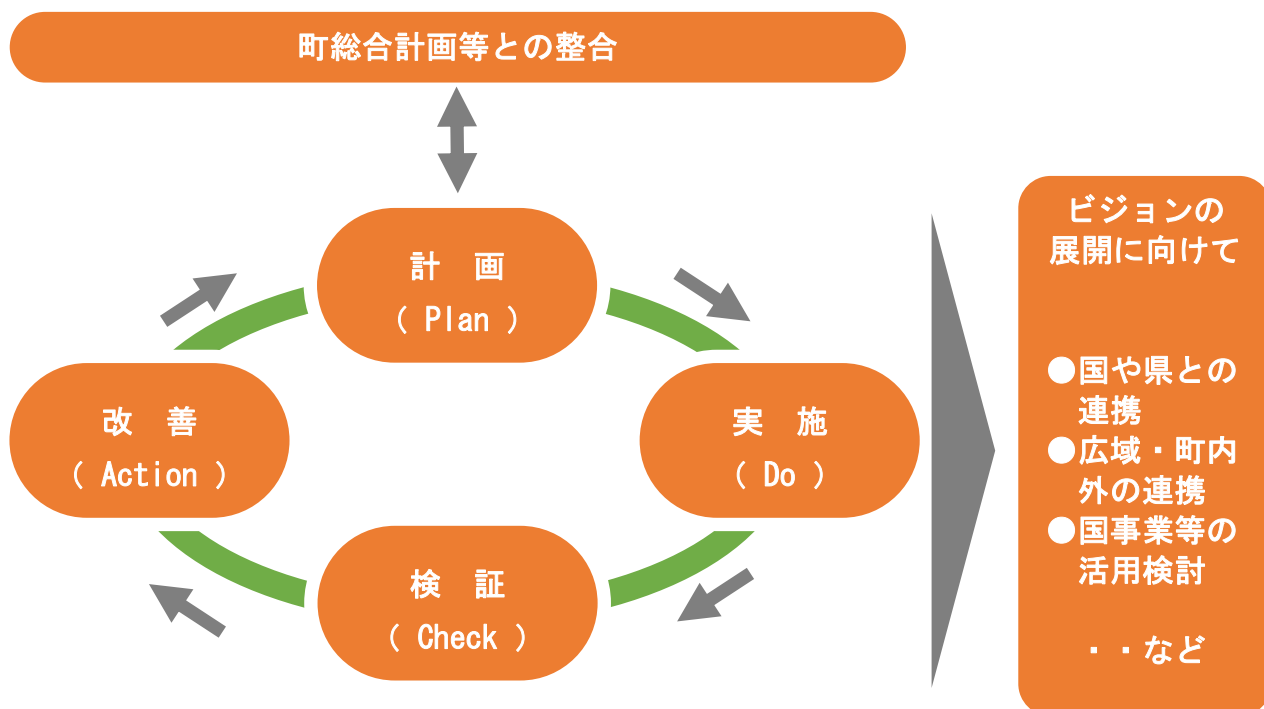 町総合計画等との整合
計　画
( Plan )
改　善
( Action )
実　施
( Do )
検　証
( Check )
ビジョンの
展開に向けて
●国や県との
連携
●広域・町内
外の連携
●国事業等の
活用検討
・・など